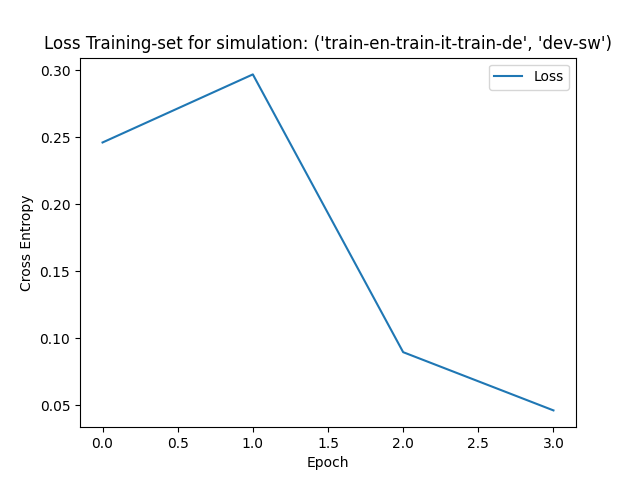 Loss Training-set for simulation: ('train-en-train-it-train-de', 'dev-sw')
Loss
0.30
0.25
0.20
0.15
0.10
0.05
Cross Entropy
0.0 0.5 1.0 1.5 2.0 2.5 3.0
Epoch